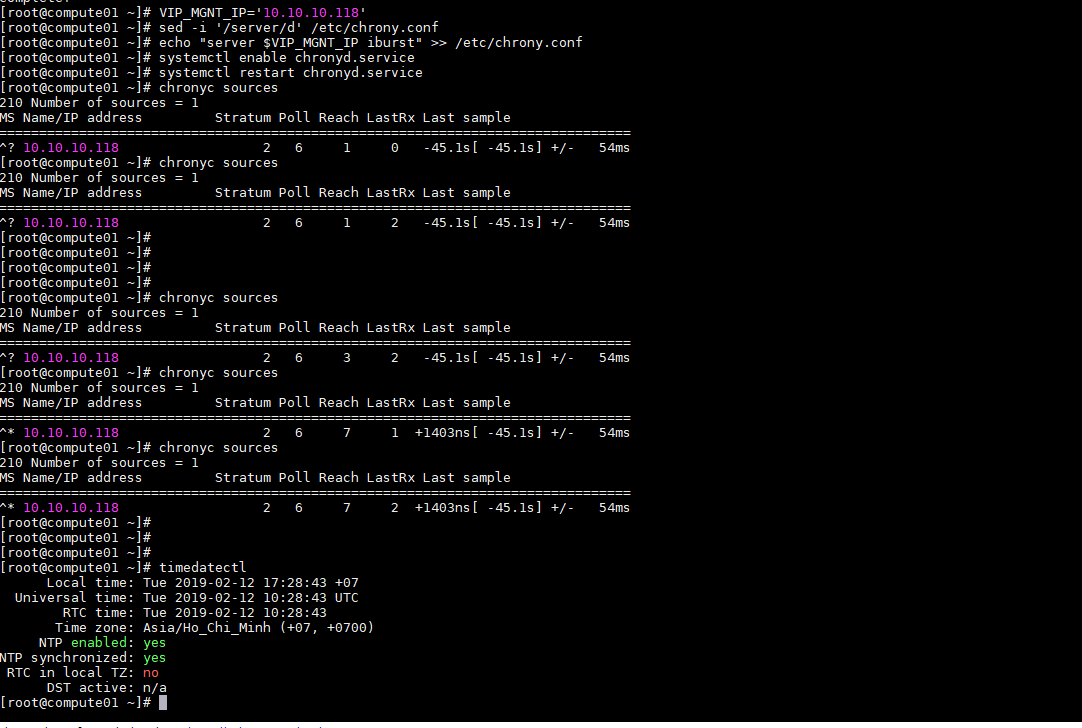 [root@compute01 ~]# VIP_MGNT_IP='10.10.10.118'
[root@compute01 ~]# sed -i '/server/d' /etc/chrony.conf
[root@compute01 ~]# echo "server $VIP_MGNT_IP iburst" >> /etc/chrony.conf
[root@compute01 ~]# systemctl enable chronyd.service
[root@compute01 ~]# systemctl restart chronyd.service
[root@compute01 ~]# chronyc sources
210 Number of sources = 1
MS Name/IP address         Stratum Poll Reach LastRx Last sample
===============================================================================
^? 10.10.10.118                  2   6     1     0   -45.1s[ -45.1s] +/-   54ms
[root@compute01 ~]# chronyc sources
210 Number of sources = 1
MS Name/IP address         Stratum Poll Reach LastRx Last sample
===============================================================================
^? 10.10.10.118                  2   6     1     2   -45.1s[ -45.1s] +/-   54ms
[root@compute01 ~]#
[root@compute01 ~]#
[root@compute01 ~]#
[root@compute01 ~]#
[root@compute01 ~]# chronyc sources
210 Number of sources = 1
MS Name/IP address         Stratum Poll Reach LastRx Last sample
===============================================================================
^? 10.10.10.118                  2   6     3     2   -45.1s[ -45.1s] +/-   54ms
[root@compute01 ~]# chronyc sources
210 Number of sources = 1
MS Name/IP address         Stratum Poll Reach LastRx Last sample
===============================================================================
^* 10.10.10.118                  2   6     7     1  +1403ns[ -45.1s] +/-   54ms
[root@compute01 ~]# chronyc sources
210 Number of sources = 1
MS Name/IP address         Stratum Poll Reach LastRx Last sample
===============================================================================
^* 10.10.10.118                  2   6     7     2  +1403ns[ -45.1s] +/-   54ms
[root@compute01 ~]#
[root@compute01 ~]#
[root@compute01 ~]#
[root@compute01 ~]# timedatectl
      Local time: Tue 2019-02-12 17:28:43 +07
  Universal time: Tue 2019-02-12 10:28:43 UTC
        RTC time: Tue 2019-02-12 10:28:43
       Time zone: Asia/Ho_Chi_Minh (+07, +0700)
     NTP enabled: yes
NTP synchronized: yes
 RTC in local TZ: no
      DST active: n/a
[root@compute01 ~]#